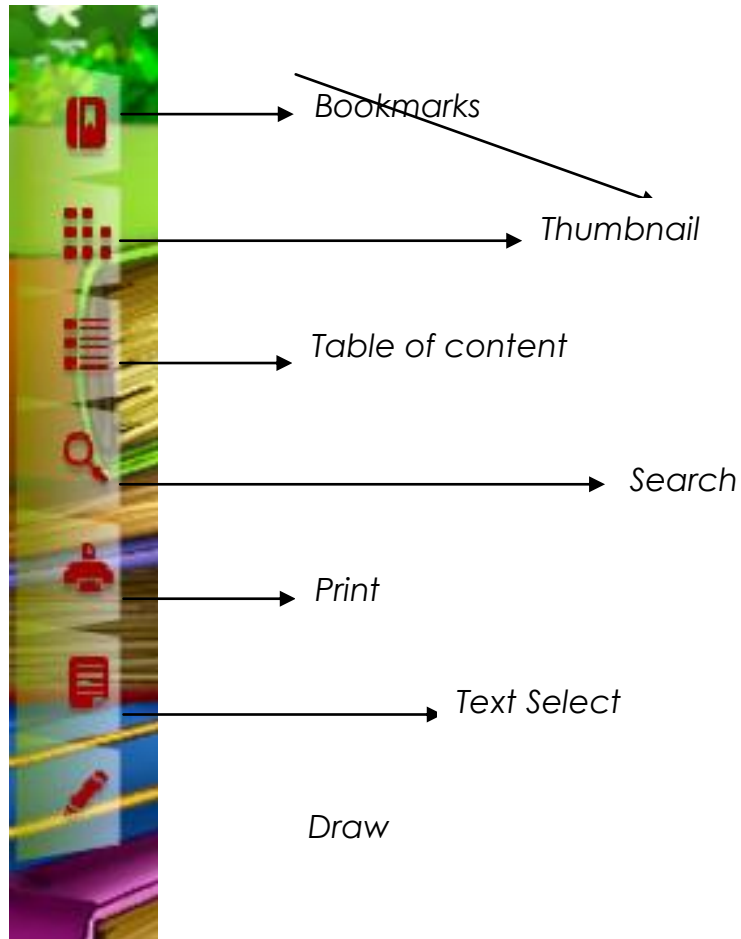 Bookmarks
Thumbnail
Table of content
Search
Print
Text Select
Draw